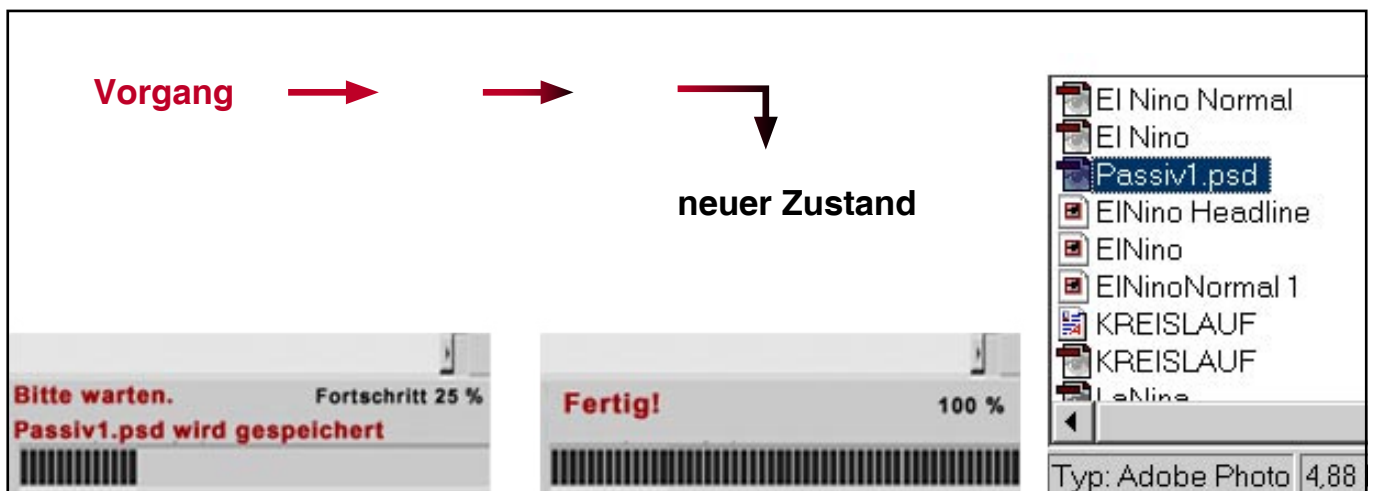 Vorgang
neuer Zustand
Bitte warten.
Fortschritt 25 %
Passiv1.psd wird gespeichert
Fertig!
100 %
El Nino Normal
El Nino
Passiv1.psd
ElNino Headline
ElNino
ElNinoNormal 1
KREISLAUF
KREISLAUF
LaNina
Typ: Adobe Photo
4,88